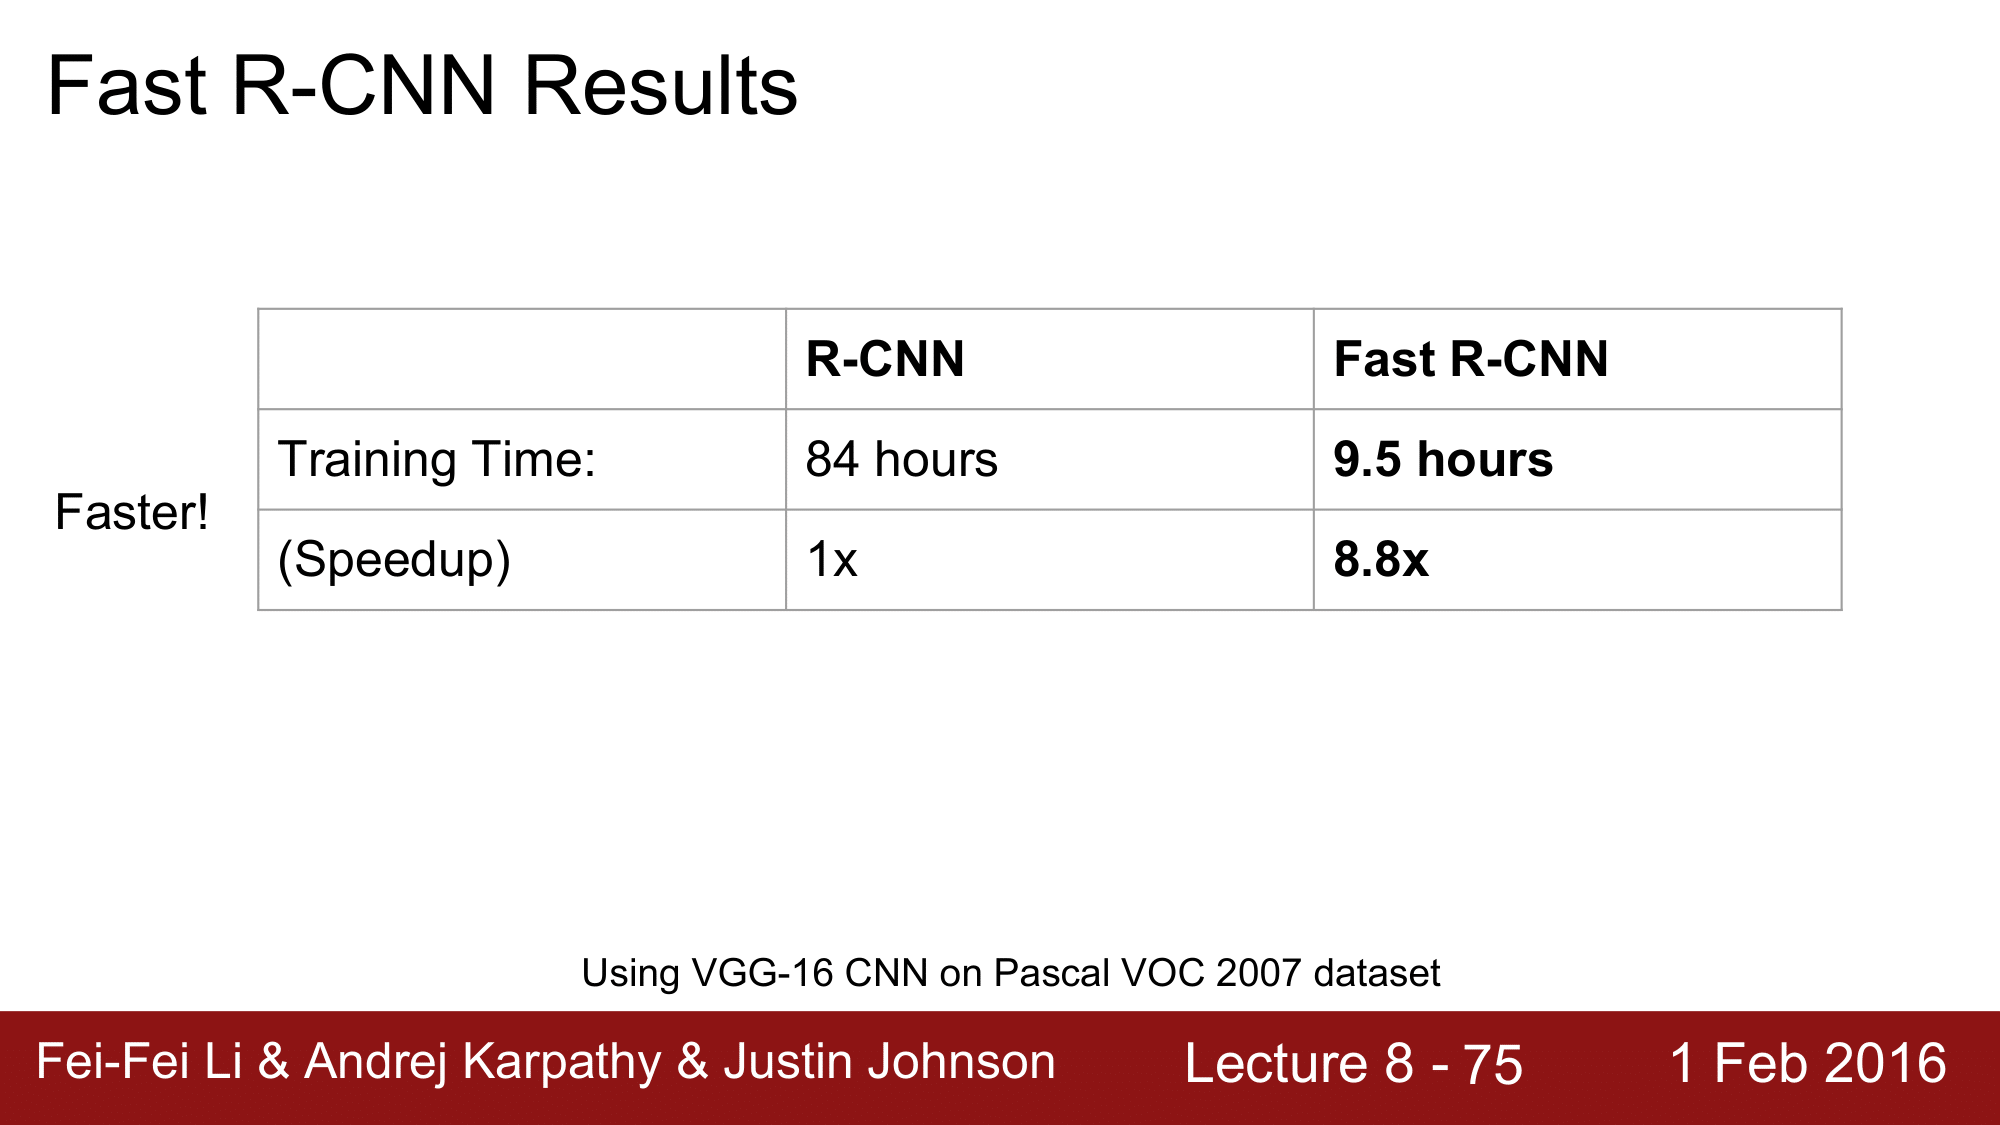 Fast R-CNN Results
R-CNN Fast R-CNN
Training Time: 84 hours 9.5 hours
Faster!
(Speedup) 1x 8.8x
Using VGG-16 CNN on Pascal VOC 2007 dataset
Fei-Fei Li & Andrej Karpathy & Justin Johnson Lecture 8 - 75 1 Feb 2016